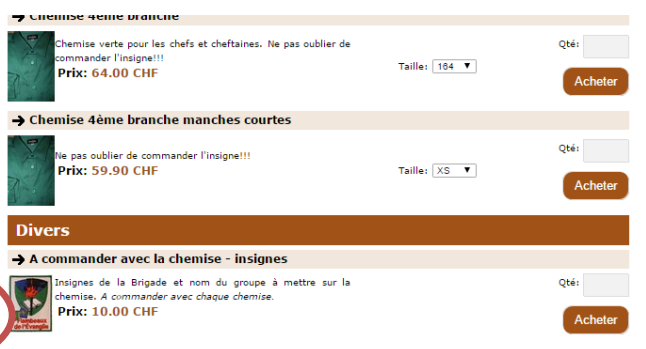 ➔ Chemise 4ème branche
Chemise verte pour les chefs et cheftaines. Ne pas oublier de
commander l'insigne!!!
Prix: 64.00 CHF
Taille: 164 ▼
Qté:
Acheter
➔ Chemise 4ème branche manches courtes
Ne pas oublier de commander l'insigne!!!
Prix: 59.90 CHF
Taille: XS ▼
Qté:
Acheter
Divers
➔ A commander avec la chemise - insignes
Insignes de la Brigade et nom du groupe à mettre sur la
chemise. A commander avec chaque chemise.
Prix: 10.00 CHF
Qté:
Acheter
Flambeaux
de l'Evangile